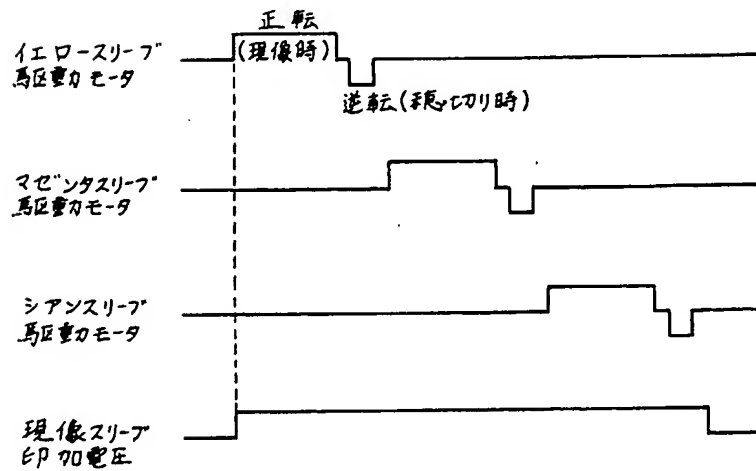 正転
(現像時)
イエロースリーブ
駆動モータ
逆転(穂切り時)
マゼンタスリーブ
駆動モータ
シアンスリーブ
駆動モータ
現像スリーブ
印加電圧